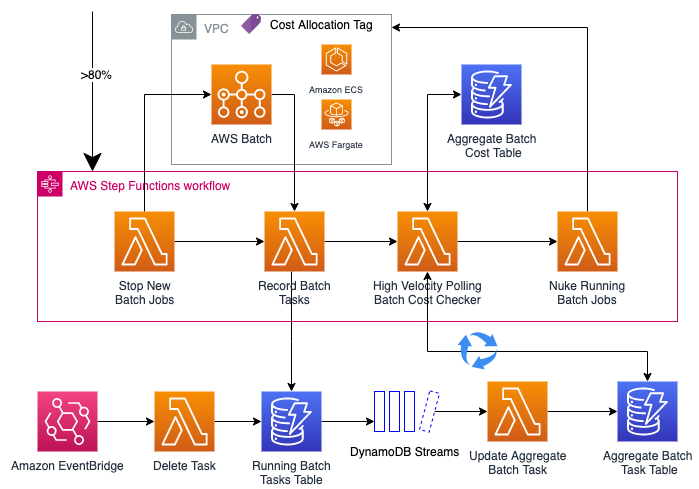 VPC
Cost Allocation Tag
>80%
Amazon ECS
AWS Batch
AWS Fargate
Aggregate Batch
Cost Table
AWS Step Functions workflow
Stop New
Batch Jobs
Record Batch
Tasks
High Velocity Polling
Batch Cost Checker
Nuke Running
Batch Jobs
Amazon EventBridge
Delete Task
Running Batch
Tasks Table
DynamoDB Streams
Update Aggregate
Batch Task
Aggregate Batch
Task Table